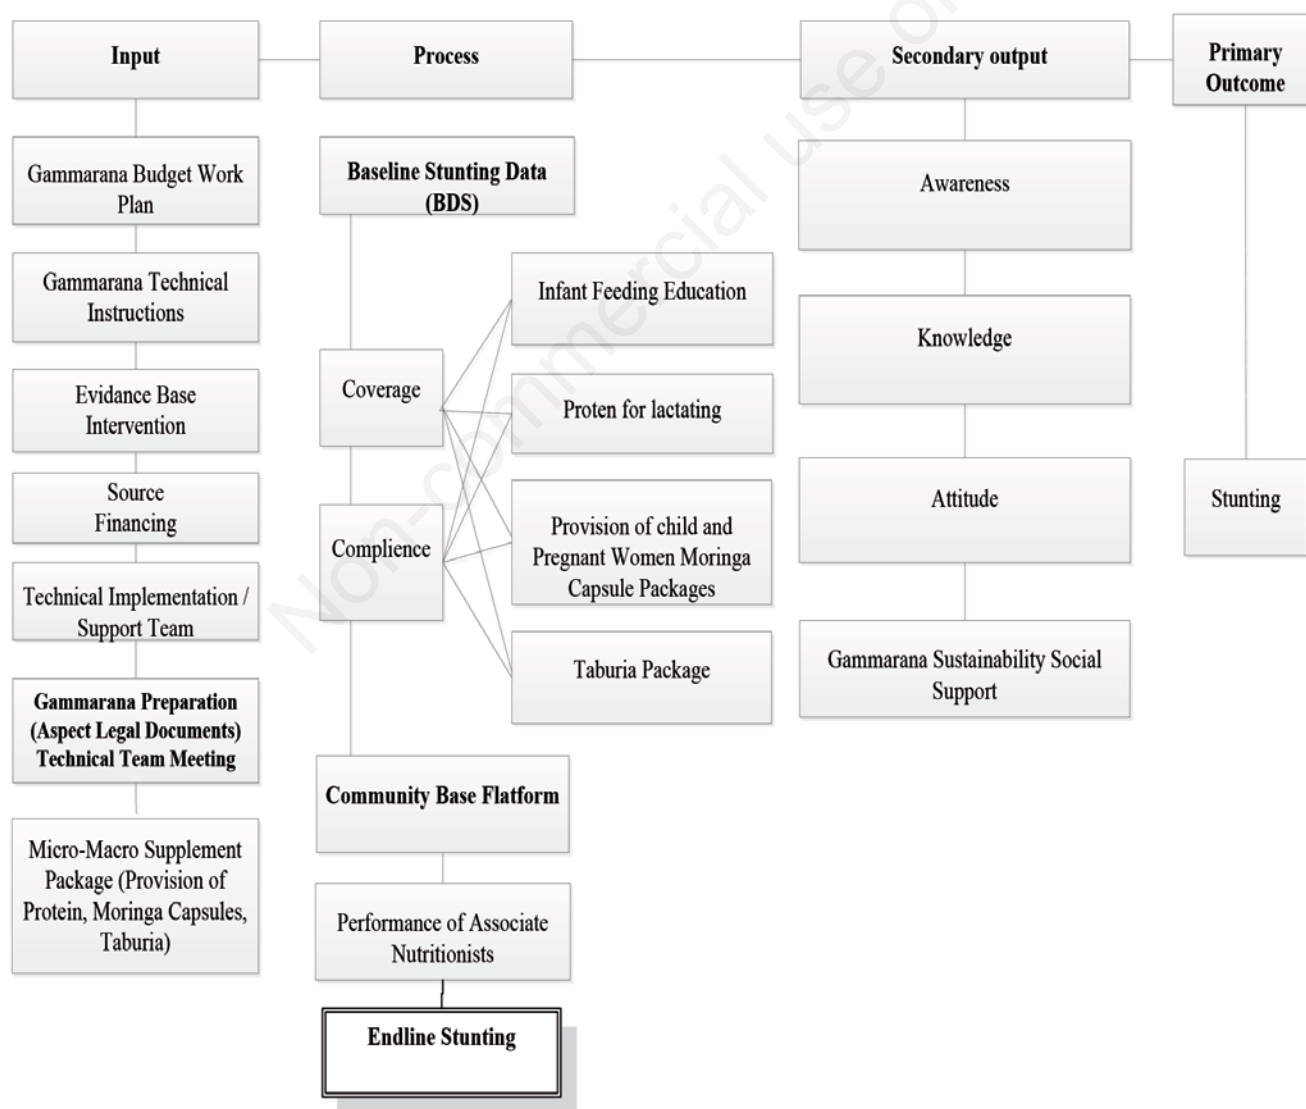 Input
Process
Secondary output
Primary
Outcome
Gammarana Budget Work
Plan
Gammarana Technical
Instructions
Evidance Base
Intervention
Source
Financing
Technical Implementation /
Support Team
Gammarana Preparation
(Aspect Legal Documents)
Technical Team Meeting
Micro-Macro Supplement
Package (Provision of
Protein, Moringa Capsules,
Taburia)
Baseline Stunting Data
(BDS)
Coverage
Complience
Infant Feeding Education
Proten for lactating
Provision of child and
Pregnant Women Moringa
Capsule Packages
Taburia Package
Community Base Flatform
Performance of Associate
Nutritionists
Endline Stunting
Awareness
Knowledge
Attitude
Gammarana Sustainability Social
Support
Stunting
Non-commercial use